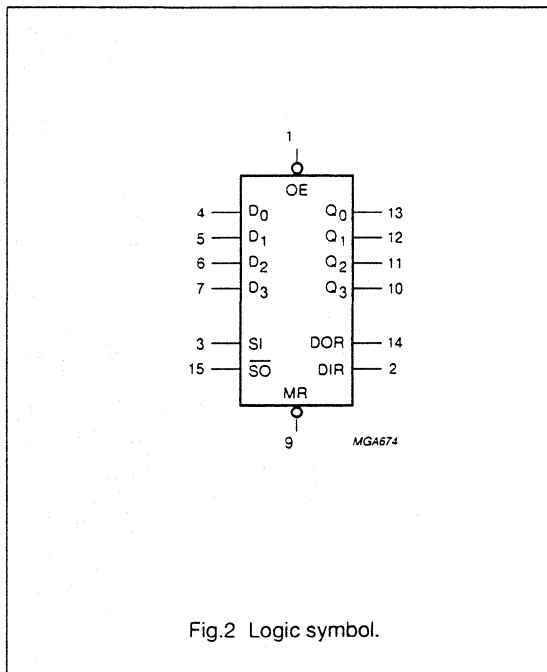 1
OE
4 D0 Q0 13
5 D1 Q1 12
6 D2 Q2 11
7 D3 Q3 10
3 SI DOR 14
15 S̅O̅ DIR 2
MR
9 MGA674
Fig.2 Logic symbol.